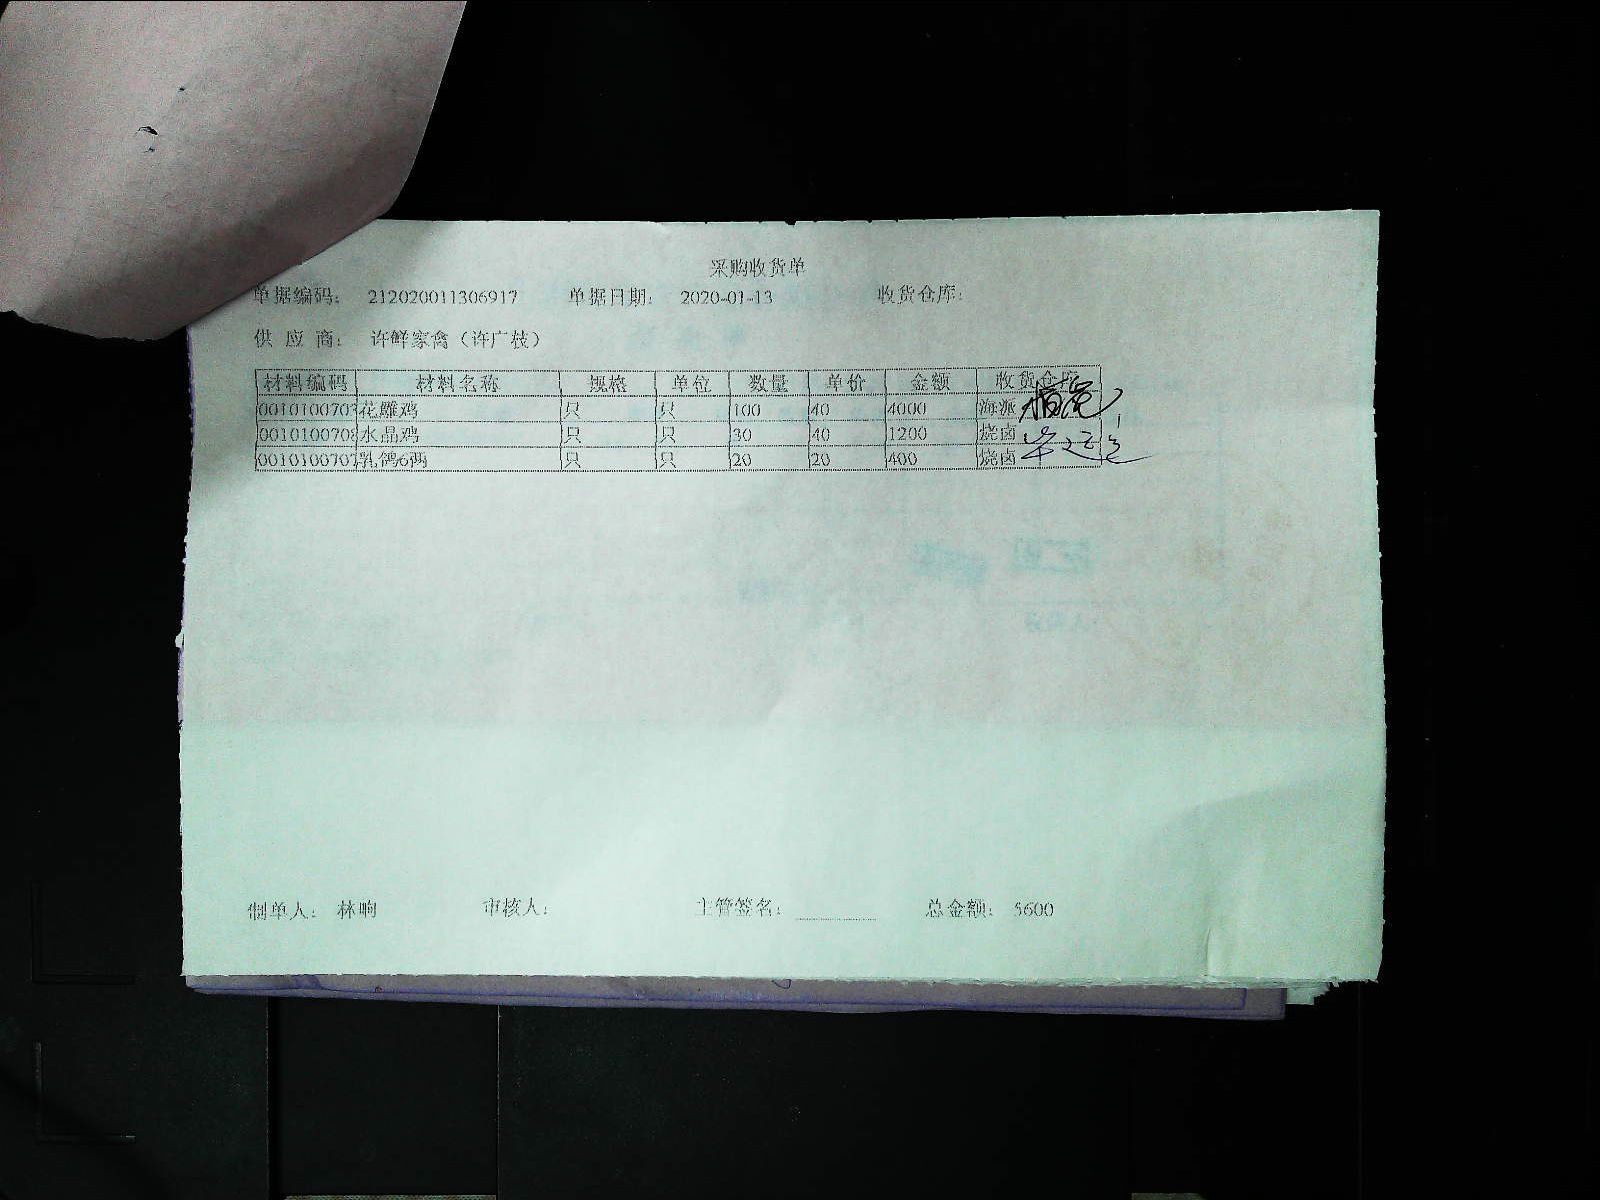 采购收货单
单据编码： 212020011306917 单据日期： 2020-01-13 收货仓库：
供 应 商： 许鲜家禽（许广枝）
材料编码 材料名称 规格 单位 数量 单价 金额 收货仓库
花雕鸡 只 只 100 40 4000 海派
水晶鸡 只 只 30 40 1200 烧卤
乳鸽6两 只 只 20 20 400 烧卤
制单人： 林响 审核人： 主管签名： 总金额： 5600